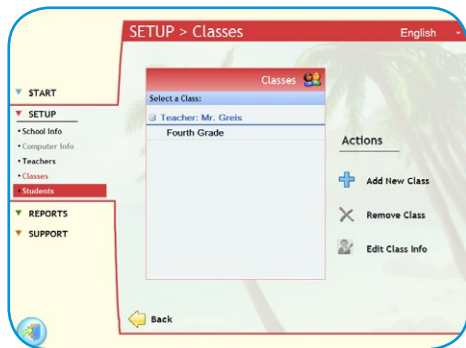 SETUP > Classes
English
START
SETUP
• School Info
• Computer Info
• Teachers
• Classes
• Students
REPORTS
SUPPORT
Classes
Select a Class:
Teacher: Mr. Greis
Fourth Grade
Actions
Add New Class
Remove Class
Edit Class Info
Back